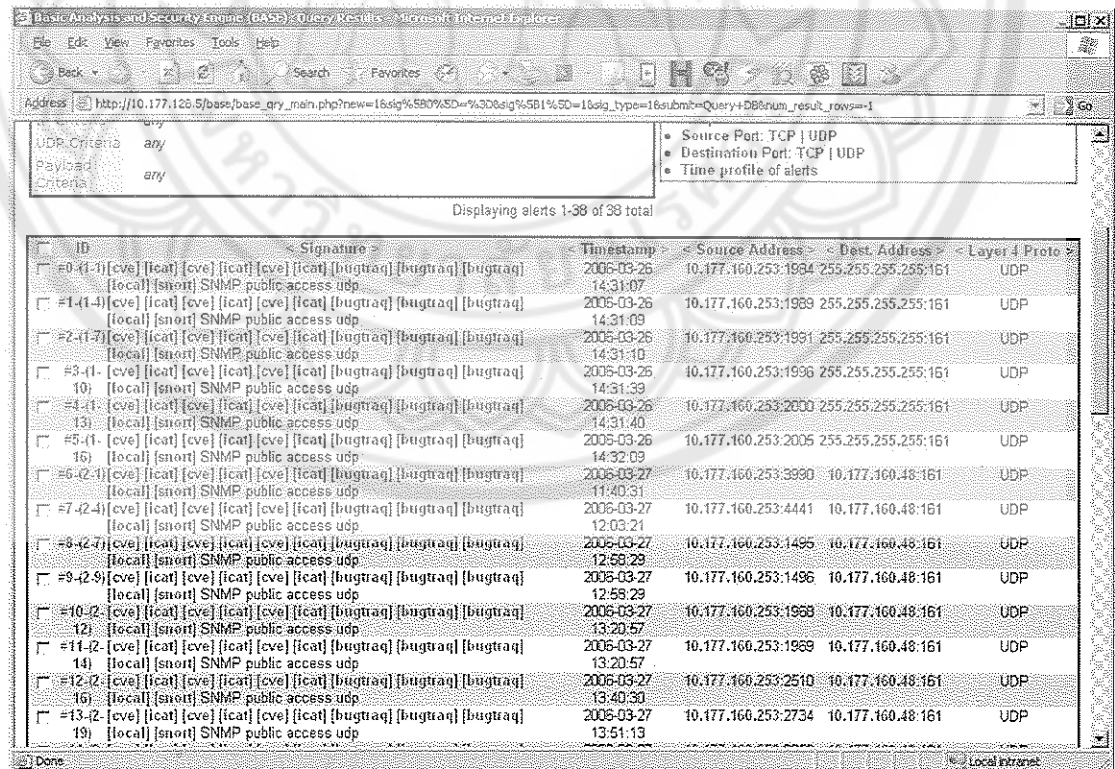 Basic Analysis and Security Engine (BASE) : Query Results - Microsoft Internet Explorer
File Edit View Favorites Tools Help
Back Search Favorites
Address http://10.177.128.5/base/base_qry_main.php?new=1&sig%5B0%5D=%3D&sig%5B1%5D=1&sig_type=1&submit=Query+DB&num_result_rows=-1 Go
any
UDP Criteria any
Payload Criteria any
• Source Port: TCP | UDP
• Destination Port: TCP | UDP
• Time profile of alerts
Displaying alerts 1-38 of 38 total
ID < Signature > < Timestamp > < Source Address > < Dest. Address > < Layer 4 Proto >
#0-(1-1) [cve] [icat] [cve] [icat] [cve] [icat] [bugtraq] [bugtraq] [bugtraq] 2006-03-26 10.177.160.253:1984 255.255.255.255:161 UDP
[local] [snort] SNMP public access udp 14:31:07
#1-(1-4) [cve] [icat] [cve] [icat] [cve] [icat] [bugtraq] [bugtraq] [bugtraq] 2006-03-26 10.177.160.253:1989 255.255.255.255:161 UDP
[local] [snort] SNMP public access udp 14:31:09
#2-(1-7) [cve] [icat] [cve] [icat] [cve] [icat] [bugtraq] [bugtraq] [bugtraq] 2006-03-26 10.177.160.253:1991 255.255.255.255:161 UDP
[local] [snort] SNMP public access udp 14:31:10
#3-(1- [cve] [icat] [cve] [icat] [cve] [icat] [bugtraq] [bugtraq] [bugtraq] 2006-03-26 10.177.160.253:1996 255.255.255.255:161 UDP
10) [local] [snort] SNMP public access udp 14:31:39
#4-(1- [cve] [icat] [cve] [icat] [cve] [icat] [bugtraq] [bugtraq] [bugtraq] 2006-03-26 10.177.160.253:2000 255.255.255.255:161 UDP
13) [local] [snort] SNMP public access udp 14:31:40
#5-(1- [cve] [icat] [cve] [icat] [cve] [icat] [bugtraq] [bugtraq] [bugtraq] 2006-03-26 10.177.160.253:2005 255.255.255.255:161 UDP
16) [local] [snort] SNMP public access udp 14:32:09
#6-(2-1) [cve] [icat] [cve] [icat] [cve] [icat] [bugtraq] [bugtraq] [bugtraq] 2006-03-27 10.177.160.253:3990 10.177.160.48:161 UDP
[local] [snort] SNMP public access udp 11:40:31
#7-(2-4) [cve] [icat] [cve] [icat] [cve] [icat] [bugtraq] [bugtraq] [bugtraq] 2006-03-27 10.177.160.253:4441 10.177.160.48:161 UDP
[local] [snort] SNMP public access udp 12:03:21
#8-(2-7) [cve] [icat] [cve] [icat] [cve] [icat] [bugtraq] [bugtraq] [bugtraq] 2006-03-27 10.177.160.253:1495 10.177.160.48:161 UDP
[local] [snort] SNMP public access udp 12:58:29
#9-(2-9) [cve] [icat] [cve] [icat] [cve] [icat] [bugtraq] [bugtraq] [bugtraq] 2006-03-27 10.177.160.253:1496 10.177.160.48:161 UDP
[local] [snort] SNMP public access udp 12:58:29
#10-(2- [cve] [icat] [cve] [icat] [cve] [icat] [bugtraq] [bugtraq] [bugtraq] 2006-03-27 10.177.160.253:1968 10.177.160.48:161 UDP
12) [local] [snort] SNMP public access udp 13:20:57
#11-(2- [cve] [icat] [cve] [icat] [cve] [icat] [bugtraq] [bugtraq] [bugtraq] 2006-03-27 10.177.160.253:1969 10.177.160.48:161 UDP
14) [local] [snort] SNMP public access udp 13:20:57
#12-(2- [cve] [icat] [cve] [icat] [cve] [icat] [bugtraq] [bugtraq] [bugtraq] 2006-03-27 10.177.160.253:2510 10.177.160.48:161 UDP
16) [local] [snort] SNMP public access udp 13:40:30
#13-(2- [cve] [icat] [cve] [icat] [cve] [icat] [bugtraq] [bugtraq] [bugtraq] 2006-03-27 10.177.160.253:2734 10.177.160.48:161 UDP
19) [local] [snort] SNMP public access udp 13:51:13
Done Local intranet